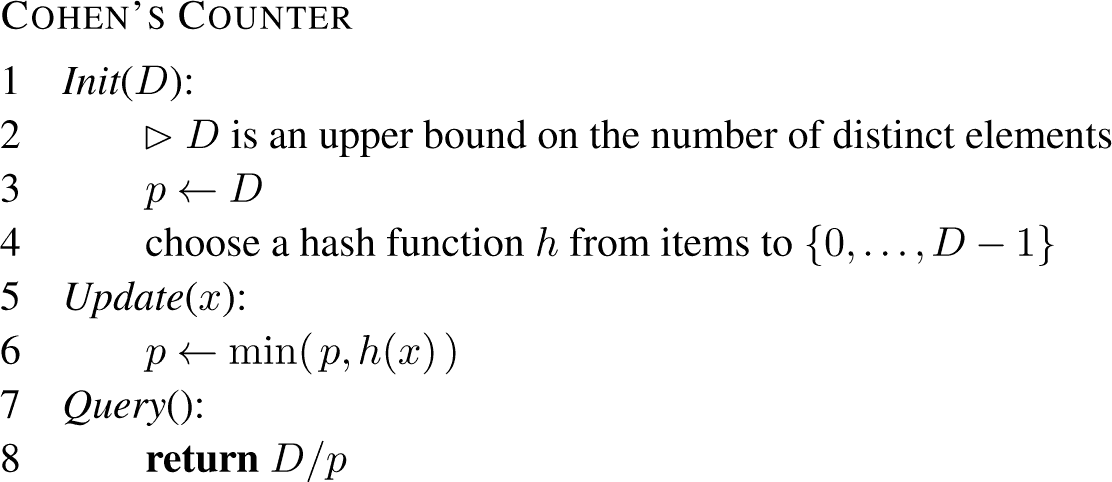 COHEN'S COUNTER
1 Init(D):
2 ▷ D is an upper bound on the number of distinct elements
3 p ← D
4 choose a hash function h from items to {0, . . . , D − 1}
5 Update(x):
6 p ← min( p, h(x) )
7 Query():
8 return D/p